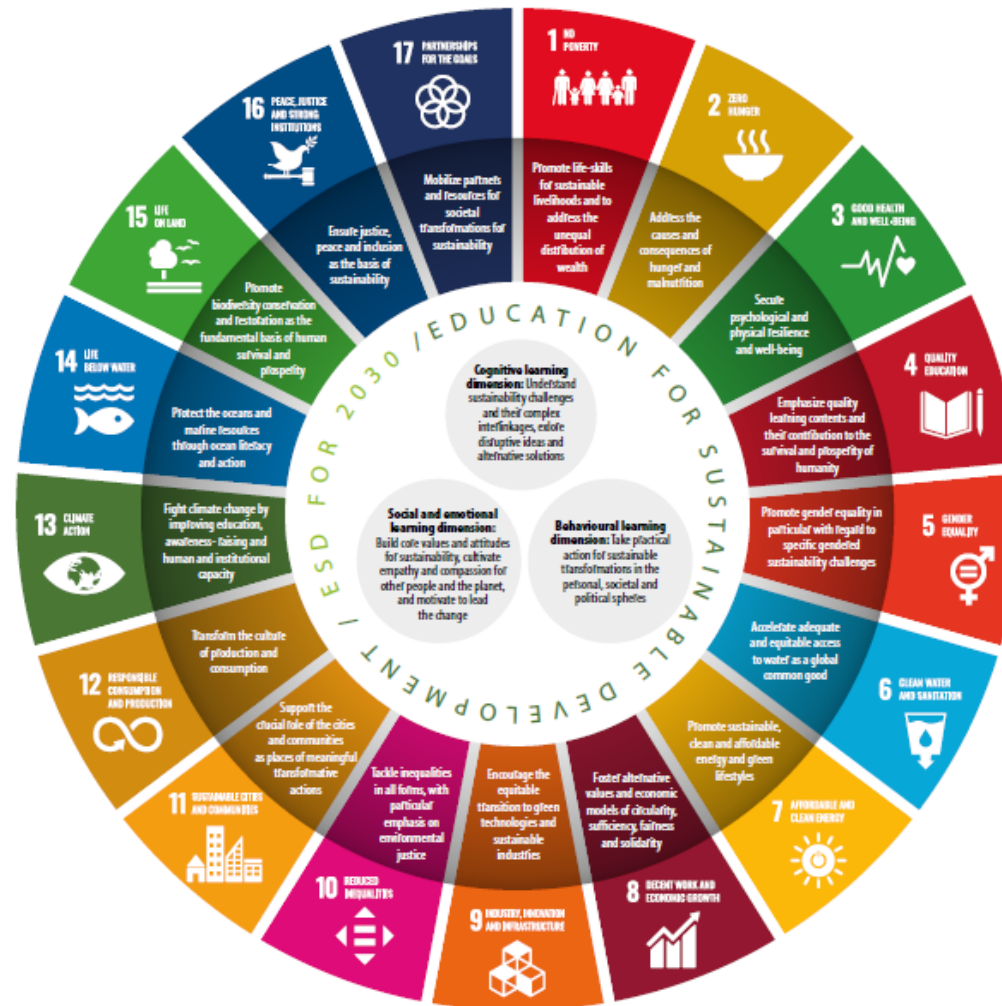 1 NO
POVERTY
Promote life-skills
for sustainable
livelihoods and to
address the
unequal
distribution of
wealth
2 ZERO
HUNGER
Address the
causes and
consequences of
hunger and
malnutrition
3 GOOD HEALTH
AND WELL-BEING
Secure
psychological and
physical resilience
and well-being
4 QUALITY
EDUCATION
Emphasize quality
learning contents and
their contribution to the
survival and prosperity of
humanity
5 GENDER
EQUALITY
Promote gender equality in
particular with regard to
specific gendered
sustainability challenges
6 CLEAN WATER
AND SANITATION
Accelerate adequate
and equitable access
to water as a global
common good
7 AFFORDABLE AND
CLEAN ENERGY
Promote sustainable,
clean and affordable
energy and green
lifestyles
8 DECENT WORK AND
ECONOMIC GROWTH
Foster alternative
values and economic
models of circularity,
sufficiency, fairness
and solidarity
9 INDUSTRY, INNOVATION
AND INFRASTRUCTURE
Encourage the
equitable
transition to green
technologies and
sustainable
industries
10 REDUCED
INEQUALITIES
Tackle inequalities
in all forms, with
particular
emphasis on
environmental
justice
11 SUSTAINABLE CITIES
AND COMMUNITIES
Support the
crucial role of the cities
and communities
as places of meaningful
transformative
actions
12 RESPONSIBLE
CONSUMPTION
AND PRODUCTION
Transform the culture
of production and
consumption
13 CLIMATE
ACTION
Fight climate change by
improving education,
awareness- raising and
human and institutional
capacity
14 LIFE
BELOW WATER
Protect the oceans and
marine resources
through ocean literacy
and action
15 LIFE
ON LAND
Promote
biodiversity conservation
and restoration as the
fundamental basis of human
survival and
prosperity
16 PEACE, JUSTICE
AND STRONG
INSTITUTIONS
Ensure justice,
peace and inclusion
as the basis of
sustainability
17 PARTNERSHIPS
FOR THE GOALS
Mobilize partners
and resources for
societal
transformations for
sustainability
/ ESD FOR 2030 / EDUCATION FOR SUSTAINABLE DEVELOPMENT
Cognitive learning
dimension: Understand
sustainability challenges
and their complex
interlinkages, exlore
disruptive ideas and
alternative solutions
Social and emotional
learning dimension:
Build core values and attitudes
for sustainability, cultivate
empathy and compassion for
other people and the planet,
and motivate to lead
the change
Behavioural learning
dimension: Take practical
action for sustainable
transformations in the
personal, societal and
political spheres